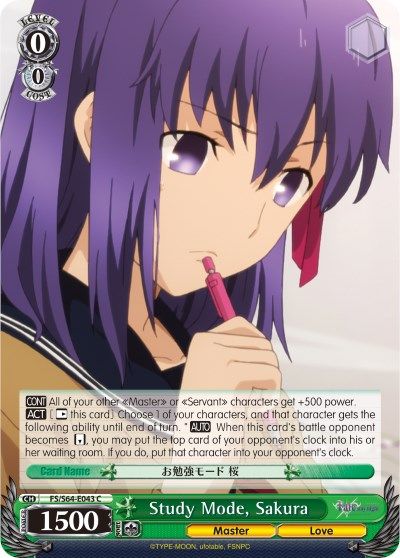 LEVEL
0
0
COST
CONT All of your other «Master» or «Servant» characters get +500 power.
ACT [ this card] Choose 1 of your characters, and that character gets the
following ability until end of turn. " AUTO When this card's battle opponent
becomes [ ], you may put the top card of your opponent's clock into his or
her waiting room. If you do, put that character into your opponent's clock.
Card Name
お勉強モード 桜
CH FS/S64-E043 C
1500
Study Mode, Sakura
Fate/stay night
Master
Love
©TYPE-MOON, ufotable, FSNPC